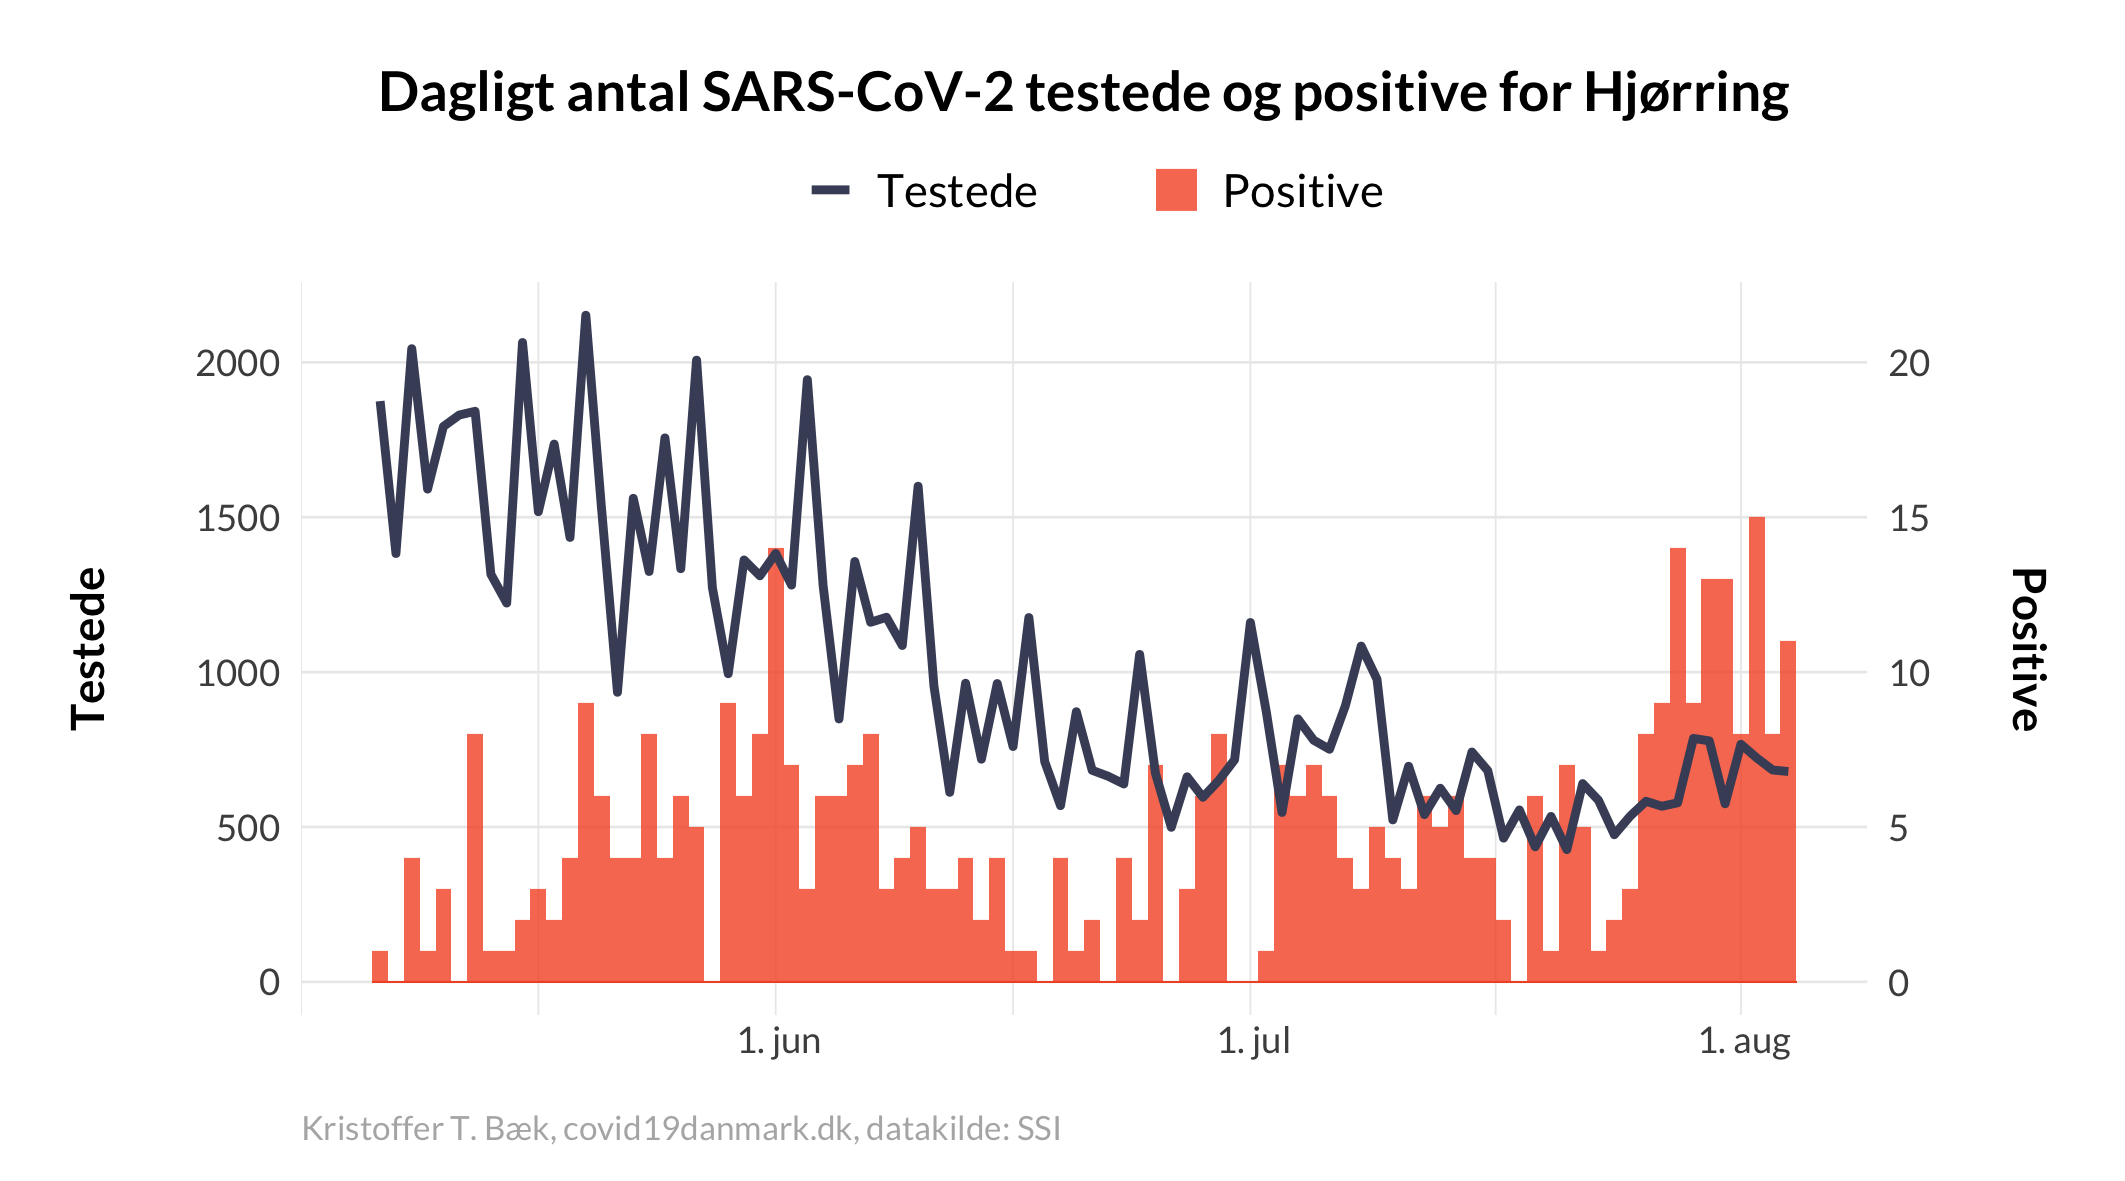 Dagligt antal SARS-CoV-2 testede og positive for Hjørring
Testede Positive
2000 20
1500 15
1000 10
500 5
0 0
Testede
Positive
1. jun 1. jul 1. aug
Kristoffer T. Bæk, covid19danmark.dk, datakilde: SSI